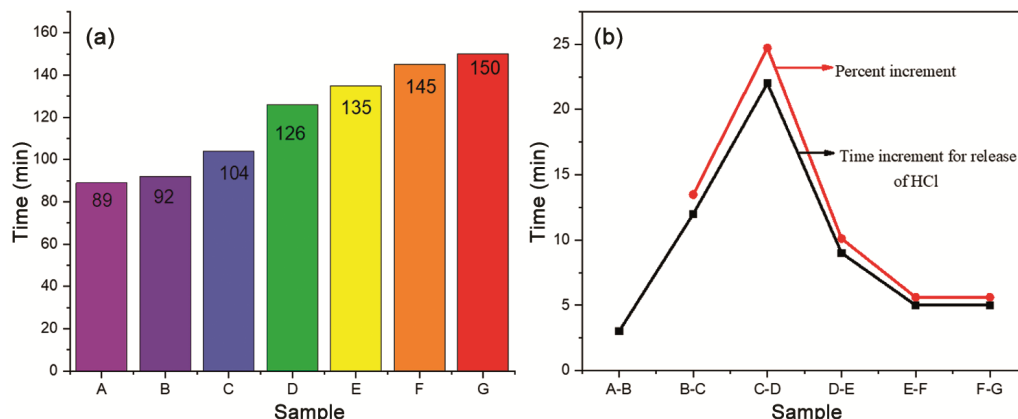 (a)
Time (min)
160
140
120
100
80
60
40
20
0
89
92
104
126
135
145
150
A B C D E F G
Sample
(b)
Time (min)
25
20
15
10
5
0
Percent increment
Time increment for release
of HCl
A-B B-C C-D D-E E-F F-G
Sample